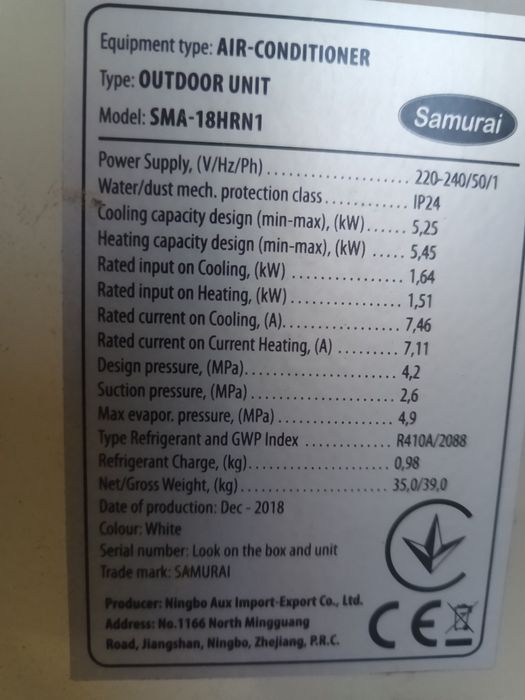 Equipment type: AIR-CONDITIONER
Type: OUTDOOR UNIT
Model: SMA-18HRN1
Samurai
Power Supply, (V/Hz/Ph) .................... 220-240/50/1
Water/dust mech. protection class ............ IP24
Cooling capacity design (min-max), (kW) ...... 5,25
Heating capacity design (min-max), (kW) ..... 5,45
Rated input on Cooling, (kW) ................ 1,64
Rated input on Heating, (kW) ................ 1,51
Rated current on Cooling, (A) ................. 7,46
Rated current on Current Heating, (A) ......... 7,11
Design pressure, (MPa) ...................... 4,2
Suction pressure, (MPa) ..................... 2,6
Max evapor. pressure, (MPa) ................. 4,9
Type Refrigerant and GWP Index ............. R410A/2088
Refrigerant Charge, (kg) ..................... 0,98
Net/Gross Weight, (kg) ...................... 35,0/39,0
Date of production: Dec - 2018
Colour: White
Serial number: Look on the box and unit
Trade mark: SAMURAI
Producer: Ningbo Aux Import-Export Co., Ltd.
Address: No.1166 North Mingguang
Road, Jiangshan, Ningbo, Zhejiang, P.R.C.
CE